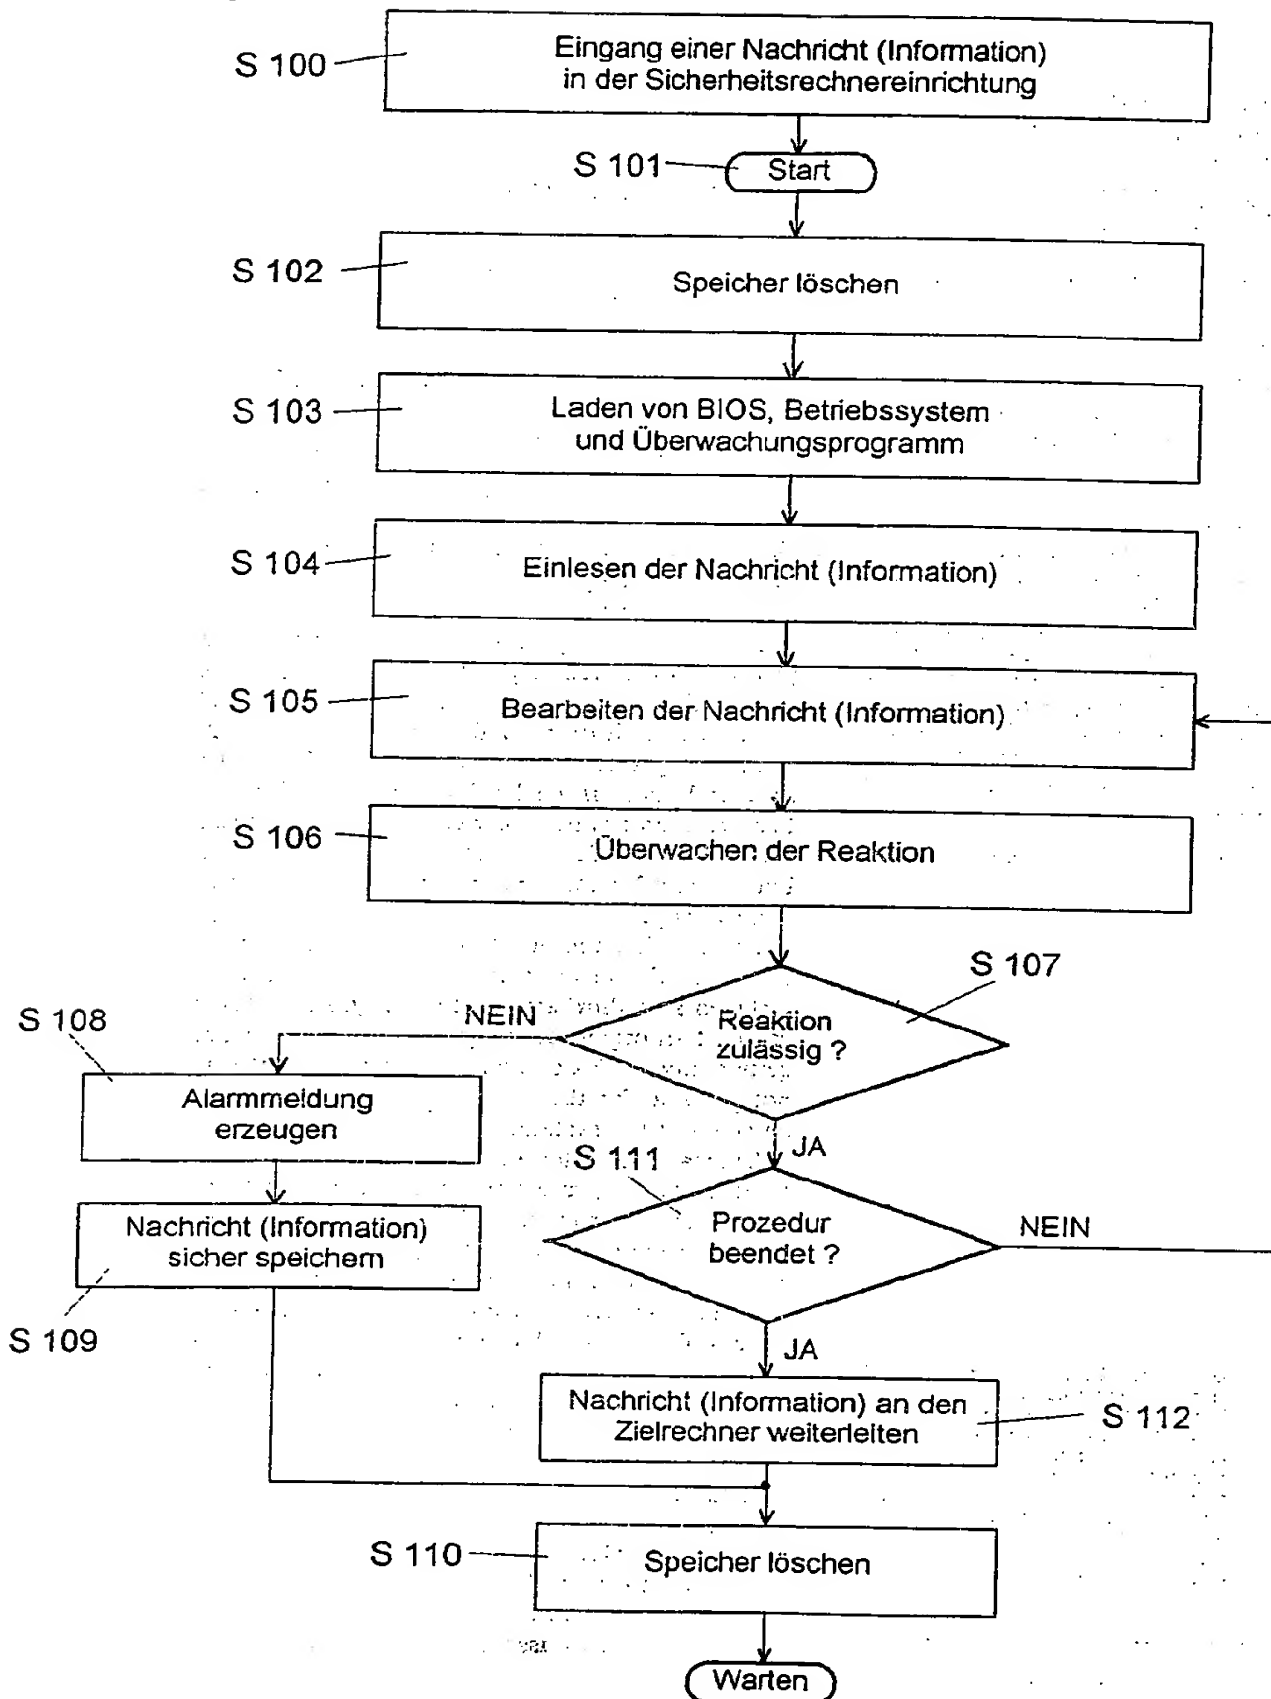 Eingang einer Nachricht (Information)
in der Sicherheitsrechnereinrichtung
S 100
S 101
Start
S 102
Speicher löschen
S 103
Laden von BIOS, Betriebssystem
und Überwachungsprogramm
S 104
Einlesen der Nachricht (Information)
S 105
Bearbeiten der Nachricht (Information)
S 106
Überwachen der Reaktion
S 107
NEIN
Reaktion
zulässig ?
S 108
Alarmmeldung
erzeugen
JA
S 111
Nachricht (Information)
sicher speichern
Prozedur
beendet ?
NEIN
S 109
JA
Nachricht (Information) an den
Zielrechner weiterleiten
S 112
S 110
Speicher löschen
Warten